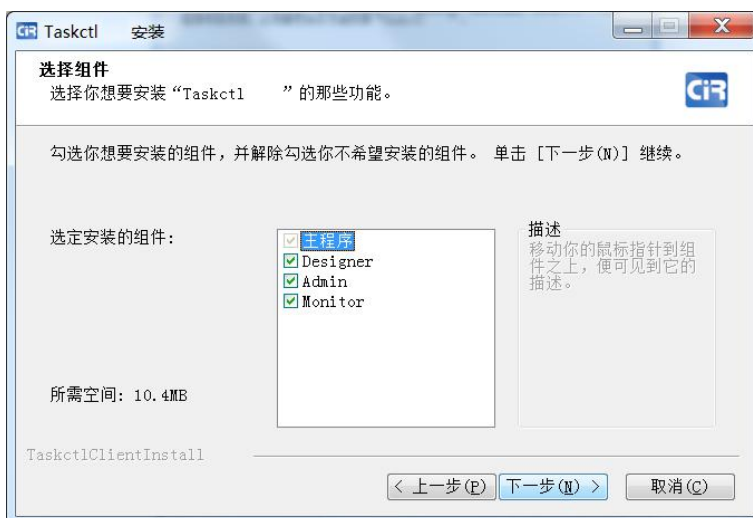 CiR Taskctl 安装
选择组件
选择你想要安装“Taskctl ”的那些功能。
CiR
勾选你想要安装的组件，并解除勾选你不希望安装的组件。 单击 [下一步(N)] 继续。
选定安装的组件:
主程序
Designer
Admin
Monitor
描述
移动你的鼠标指针到组
件之上，便可见到它的
描述。
所需空间: 10.4MB
TaskctlClientInstall
< 上一步(P)
下一步(N) >
取消(C)